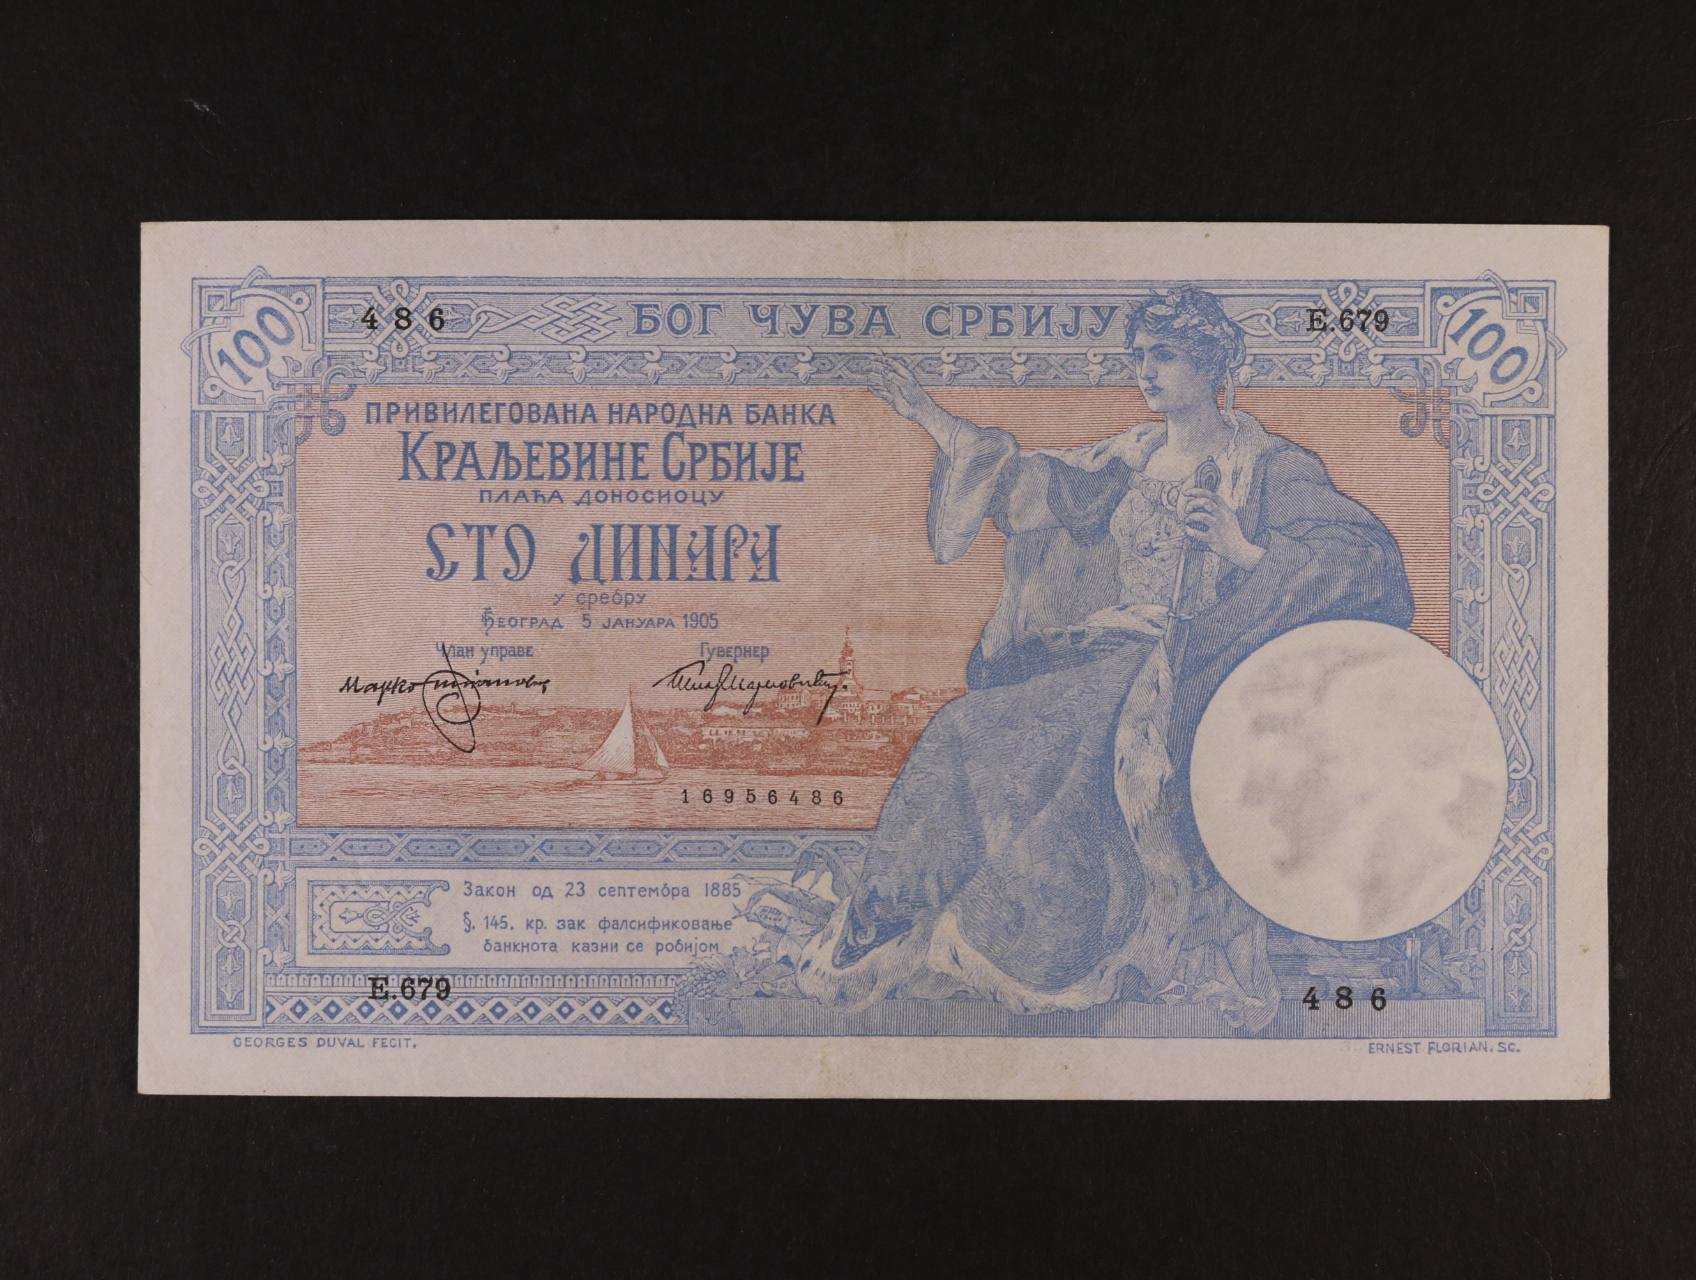 100
486
БОГ ЧУВА СРБИЈУ
E.679
100
ПРИВИЛЕГОВАНА НАРОДНА БАНКА
КРАЉЕВИНЕ СРБИЈЕ
ПЛАЋА ДОНОСИОЦУ
СТО ДИНАРА
У СРЕБРУ
БЕОГРАД 5 ЈАНУАРА 1905
Члан управе
Гувернер
Марко
16956486
Закон од 23 септемора 1885
§. 145. кр. зак фалсификовање
банкнота казни се робијом
E.679
486
GEORGES DUVAL FECIT.
ERNEST FLORIAN. SC.